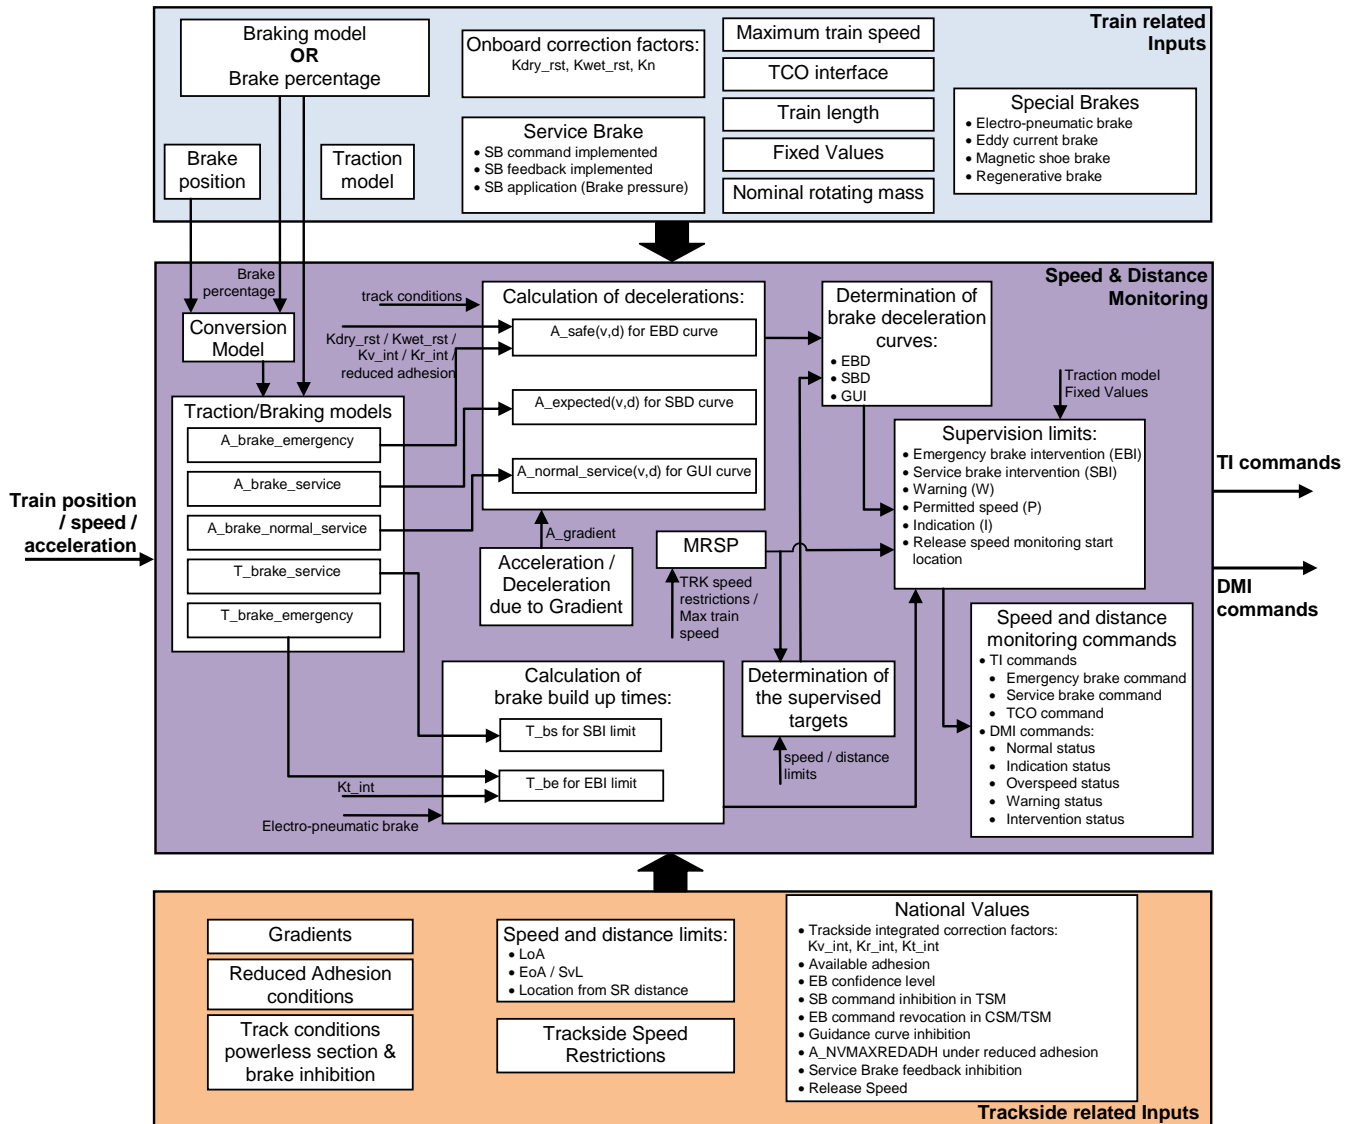 Train related
Inputs
Braking model
OR
Brake percentage
Brake
position
Traction
model
Onboard correction factors:
Kdry_rst, Kwet_rst, Kn
Service Brake
• SB command implemented
• SB feedback implemented
• SB application (Brake pressure)
Maximum train speed
TCO interface
Train length
Fixed Values
Nominal rotating mass
Special Brakes
• Electro-pneumatic brake
• Eddy current brake
• Magnetic shoe brake
• Regenerative brake
Speed & Distance
Monitoring
Brake
percentage
Conversion
Model
track conditions
Kdry_rst / Kwet_rst /
Kv_int / Kr_int /
reduced adhesion
Calculation of decelerations:
A_safe(v,d) for EBD curve
A_expected(v,d) for SBD curve
A_normal_service(v,d) for GUI curve
Determination of
brake deceleration
curves:
• EBD
• SBD
• GUI
Traction model
Fixed Values
Traction/Braking models
A_brake_emergency
A_brake_service
A_brake_normal_service
T_brake_service
T_brake_emergency
Supervision limits:
• Emergency brake intervention (EBI)
• Service brake intervention (SBI)
• Warning (W)
• Permitted speed (P)
• Indication (I)
• Release speed monitoring start
location
Train position
/ speed /
acceleration
TI commands
DMI
commands
A_gradient
Acceleration /
Deceleration
due to Gradient
MRSP
TRK speed
restrictions /
Max train
speed
Determination of
the supervised
targets
speed / distance
limits
Calculation of
brake build up times:
T_bs for SBI limit
T_be for EBI limit
Kt_int
Electro-pneumatic brake
Speed and distance
monitoring commands
• TI commands
• Emergency brake command
• Service brake command
• TCO command
• DMI commands:
• Normal status
• Indication status
• Overspeed status
• Warning status
• Intervention status
Gradients
Reduced Adhesion
conditions
Track conditions
powerless section &
brake inhibition
Speed and distance limits:
• LoA
• EoA / SvL
• Location from SR distance
Trackside Speed
Restrictions
National Values
• Trackside integrated correction factors:
Kv_int, Kr_int, Kt_int
• Available adhesion
• EB confidence level
• SB command inhibition in TSM
• EB command revocation in CSM/TSM
• Guidance curve inhibition
• A_NVMAXREDADH under reduced adhesion
• Service Brake feedback inhibition
• Release Speed
Trackside related Inputs